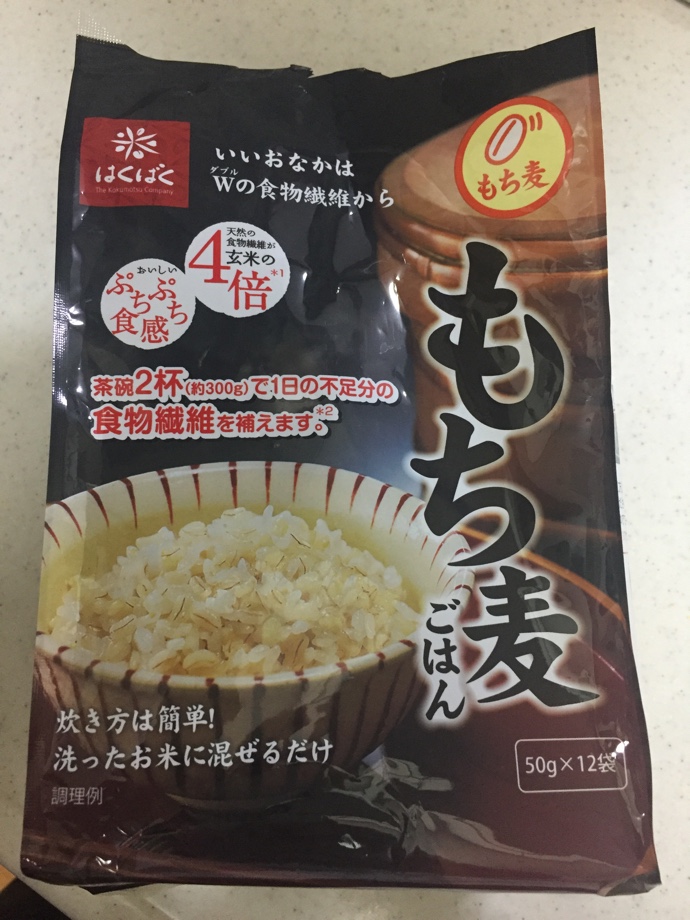 はくばく
The Kokumotsu Company
いいおなかは
ダブル
Wの食物繊維から
もち麦
天然の
食物繊維が
玄米の
4倍*1
おいしい
ぷちぷち
食感
茶碗2杯(約300g)で1日の不足分の
食物繊維を補えます。*2
もち麦
ごはん
炊き方は簡単!
洗ったお米に混ぜるだけ
調理例
50g×12袋